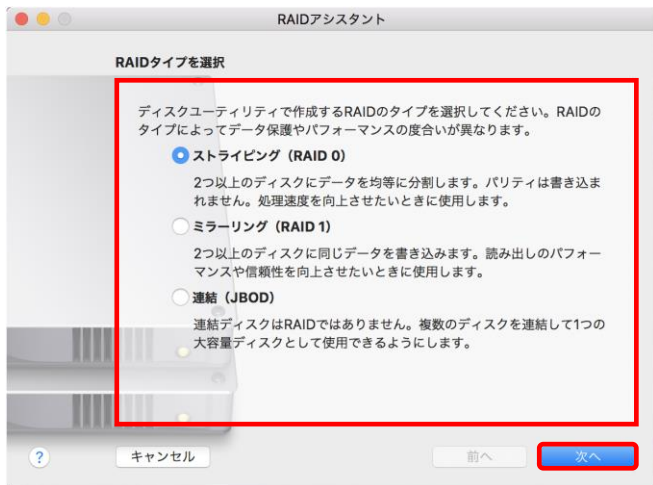 RAIDアシスタント
RAIDタイプを選択
ディスクユーティリティで作成するRAIDのタイプを選択してください。RAIDの
タイプによってデータ保護やパフォーマンスの度合いが異なります。
ストライピング（RAID 0）
2つ以上のディスクにデータを均等に分割します。パリティは書き込ま
れません。処理速度を向上させたいときに使用します。
ミラーリング（RAID 1）
2つ以上のディスクに同じデータを書き込みます。読み出しのパフォー
マンスや信頼性を向上させたいときに使用します。
連結（JBOD）
連結ディスクはRAIDではありません。複数のディスクを連結して1つの
大容量ディスクとして使用できるようにします。
? キャンセル 前へ 次へ